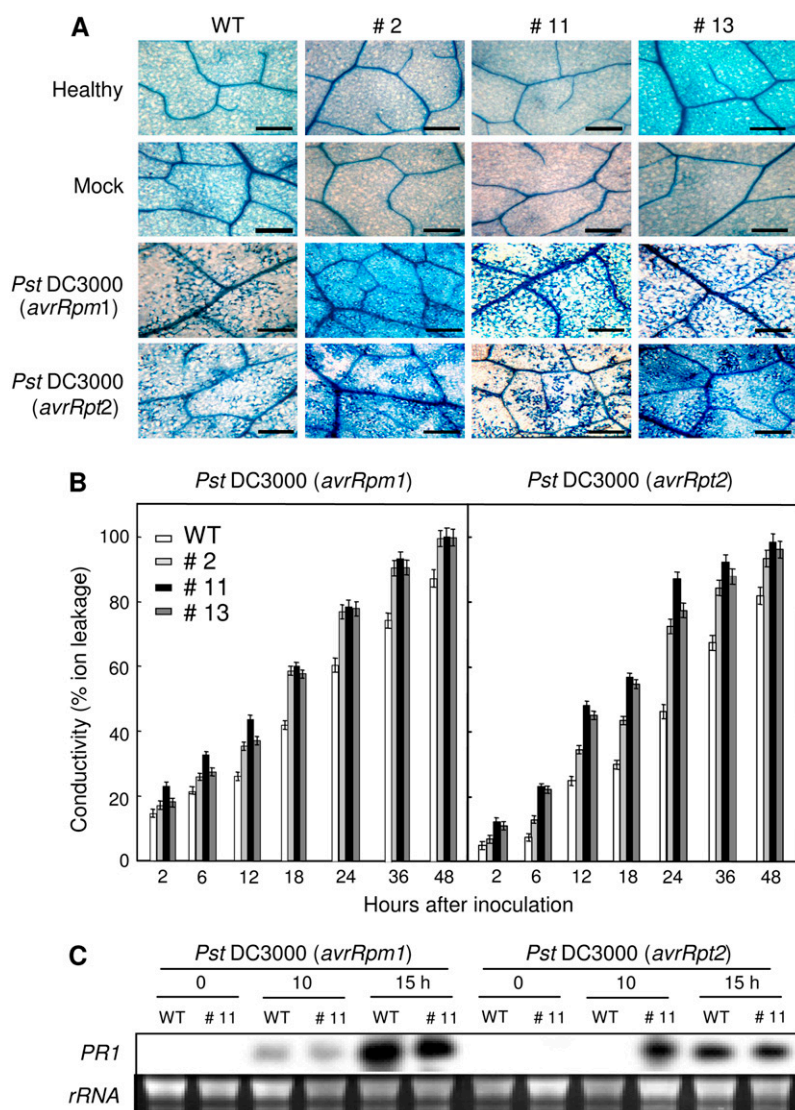 A
WT # 2 # 11 # 13
Healthy
Mock
Pst DC3000
(avrRpm1)
Pst DC3000
(avrRpt2)
B
Pst DC3000 (avrRpm1) Pst DC3000 (avrRpt2)
100
80
60
40
20
0
Conductivity (% ion leakage)
WT
# 2
# 11
# 13
2 6 12 18 24 36 48 2 6 12 18 24 36 48
Hours after inoculation
C
Pst DC3000 (avrRpm1) Pst DC3000 (avrRpt2)
0 10 15 h 0 10 15 h
WT # 11 WT # 11 WT # 11 WT # 11 WT # 11 WT # 11
PR1
rRNA